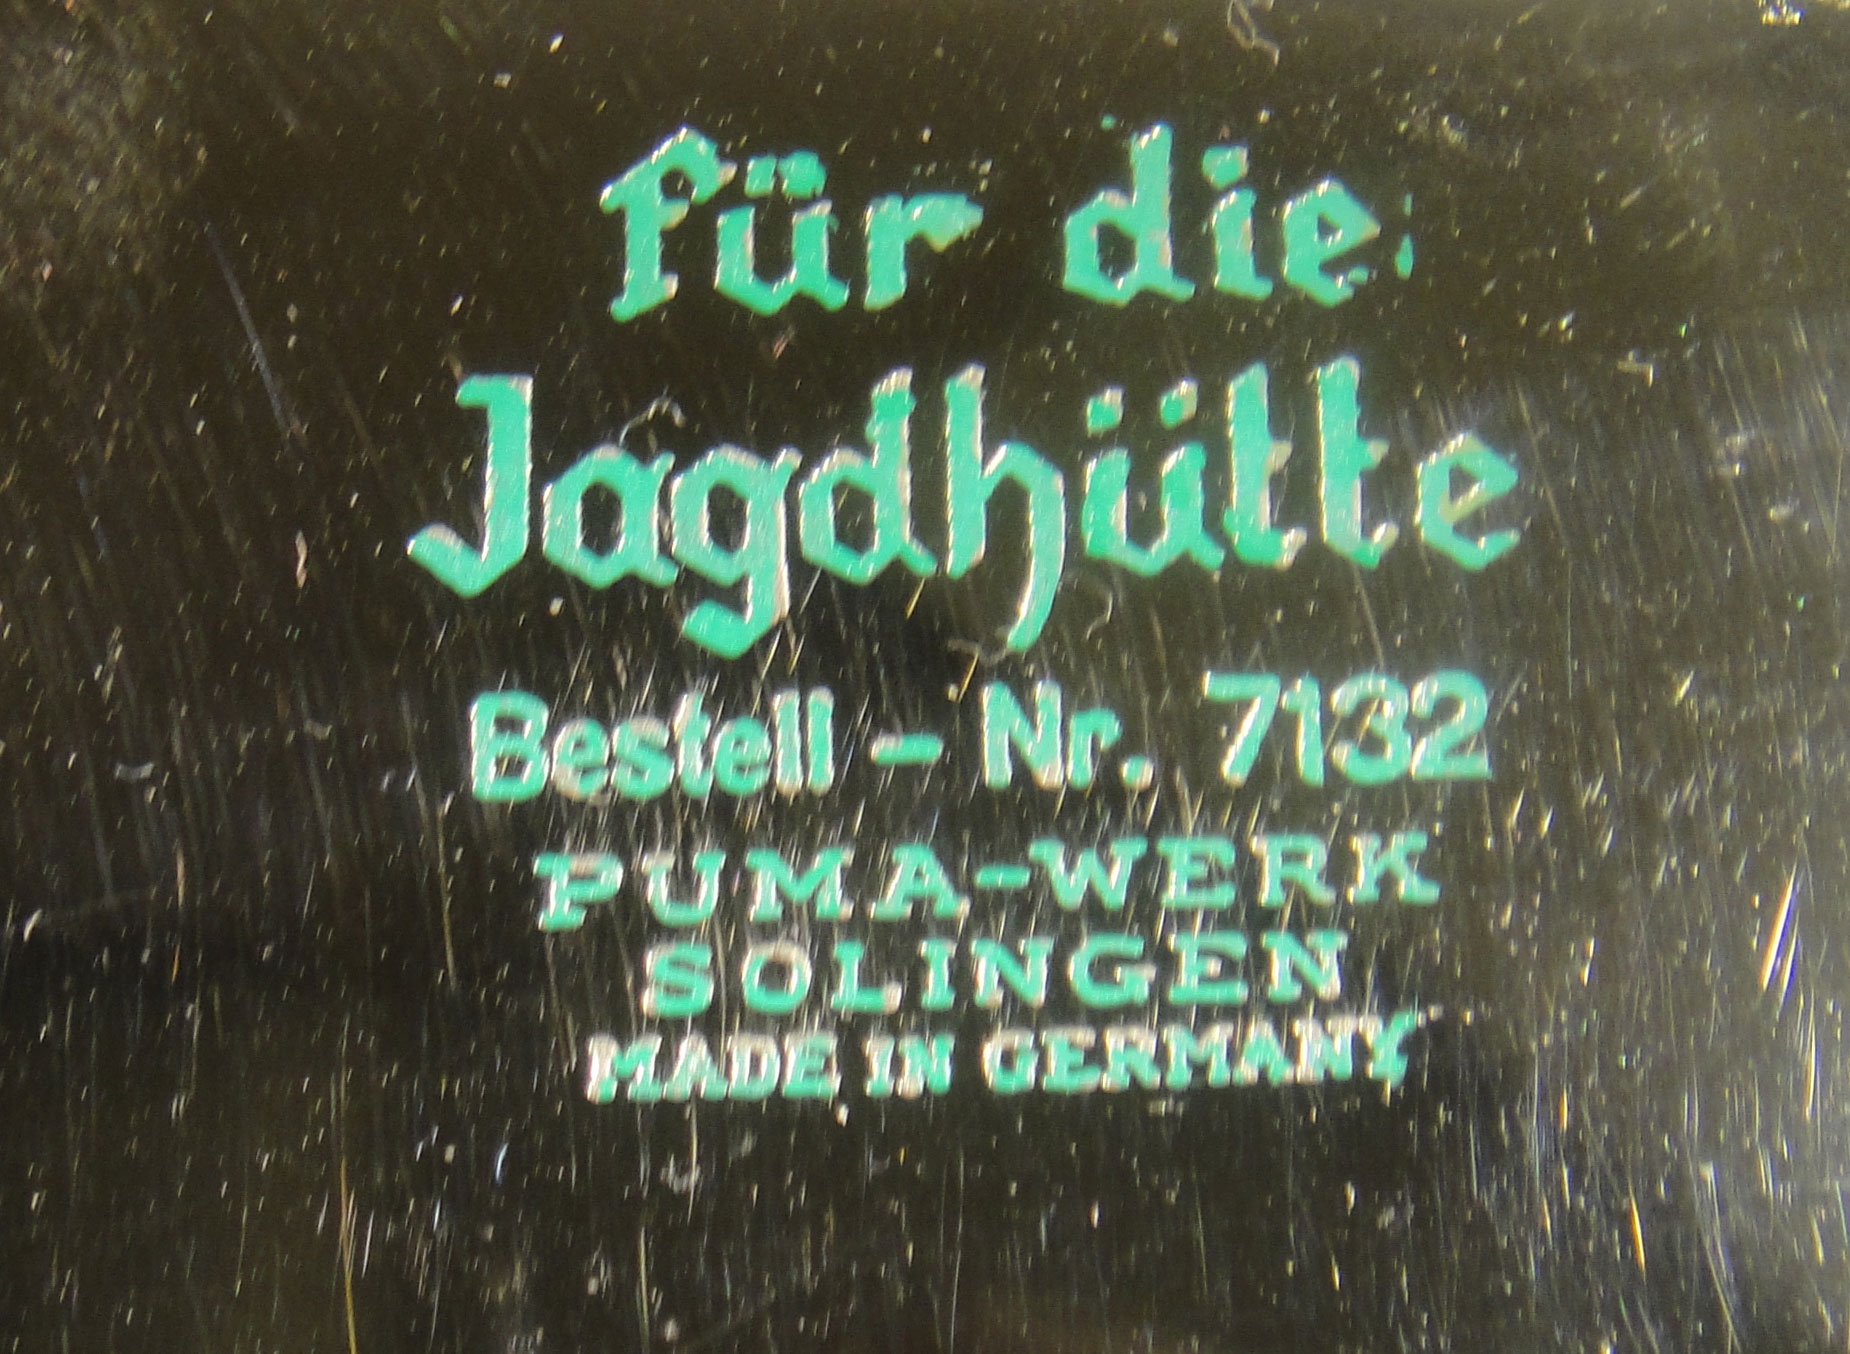 für die
Jagdhütte
Bestell - Nr. 7132
PUMA-WERK
SOLINGEN
MADE IN GERMANY